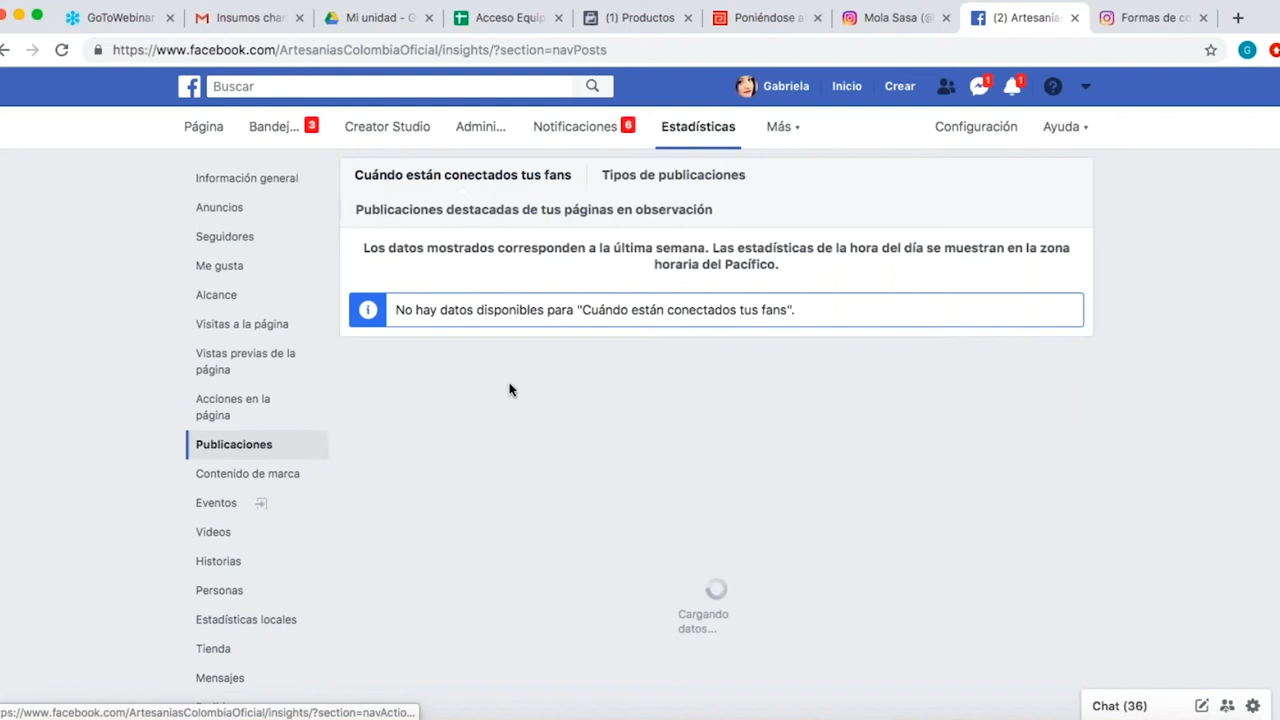 GoToWebinar
Insumos char
Mi unidad - G
Acceso Equip
(1) Productos
Poniéndose a
Mola Sasa (@
(2) Artesanía
Formas de co
https://www.facebook.com/ArtesaniasColombiaOficial/insights/?section=navPosts
G
Buscar
Gabriela
Inicio
Crear
1
1
Página
Bandej...
3
Creator Studio
Admini...
Notificaciones
6
Estadísticas
Más
Configuración
Ayuda
Información general
Anuncios
Seguidores
Me gusta
Alcance
Visitas a la página
Vistas previas de la
página
Acciones en la
página
Publicaciones
Contenido de marca
Eventos
Videos
Historias
Personas
Estadísticas locales
Tienda
Mensajes
Cuándo están conectados tus fans
Tipos de publicaciones
Publicaciones destacadas de tus páginas en observación
Los datos mostrados corresponden a la última semana. Las estadísticas de la hora del día se muestran en la zona
horaria del Pacífico.
No hay datos disponibles para "Cuándo están conectados tus fans".
Cargando
datos...
ps://www.facebook.com/ArtesaniasColombiaOficial/insights/?section=navActio...
Chat (36)